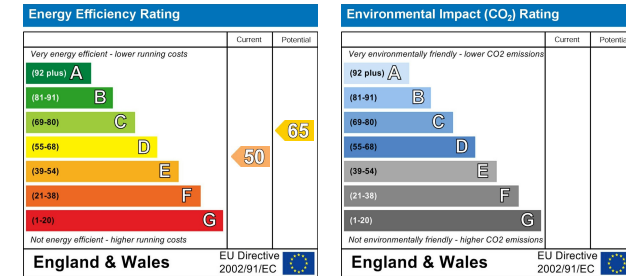 Energy Efficiency Rating
Current Potential
Very energy efficient - lower running costs
(92 plus) A
(81-91) B
(69-80) C
(55-68) D
(39-54) E
(21-38) F
(1-20) G
50
65
Not energy efficient - higher running costs
England & Wales
EU Directive
2002/91/EC
Environmental Impact (CO2) Rating
Current Potential
Very environmentally friendly - lower CO2 emissions
(92 plus) A
(81-91) B
(69-80) C
(55-68) D
(39-54) E
(21-38) F
(1-20) G
Not environmentally friendly - higher CO2 emissions
England & Wales
EU Directive
2002/91/EC